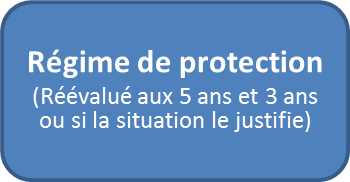 Régime de protection
(Réévalué aux 5 ans et 3 ans
ou si la situation le justifie)